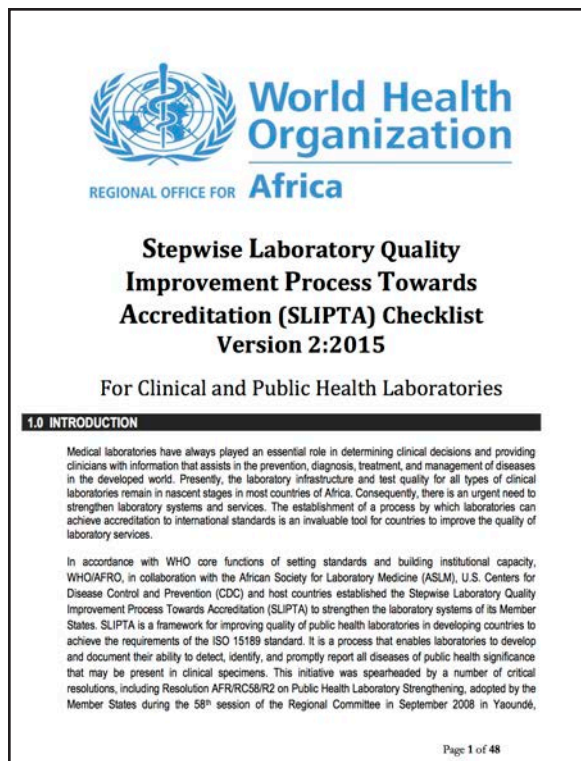 World Health
Organization
REGIONAL OFFICE FOR Africa
Stepwise Laboratory Quality
Improvement Process Towards
Accreditation (SLIPTA) Checklist
Version 2:2015
For Clinical and Public Health Laboratories
1.0 INTRODUCTION
Medical laboratories have always played an essential role in determining clinical decisions and providing
clinicians with information that assists in the prevention, diagnosis, treatment, and management of diseases
in the developed world. Presently, the laboratory infrastructure and test quality for all types of clinical
laboratories remain in nascent stages in most countries of Africa. Consequently, there is an urgent need to
strengthen laboratory systems and services. The establishment of a process by which laboratories can
achieve accreditation to international standards is an invaluable tool for countries to improve the quality of
laboratory services.
In accordance with WHO core functions of setting standards and building institutional capacity,
WHO/AFRO, in collaboration with the African Society for Laboratory Medicine (ASLM), U.S. Centers for
Disease Control and Prevention (CDC) and host countries established the Stepwise Laboratory Quality
Improvement Process Towards Accreditation (SLIPTA) to strengthen the laboratory systems of its Member
States. SLIPTA is a framework for improving quality of public health laboratories in developing countries to
achieve the requirements of the ISO 15189 standard. It is a process that enables laboratories to develop
and document their ability to detect, identify, and promptly report all diseases of public health significance
that may be present in clinical specimens. This initiative was spearheaded by a number of critical
resolutions, including Resolution AFR/RC58/R2 on Public Health Laboratory Strengthening, adopted by the
Member States during the 58th session of the Regional Committee in September 2008 in Yaoundé,
Page 1 of 48